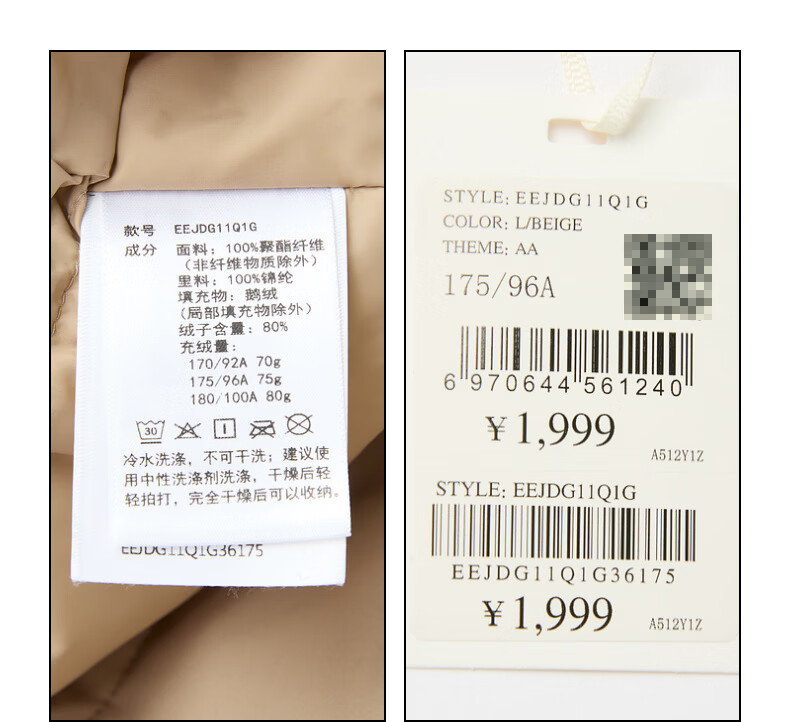 款号 EEJDG11Q1G
成分 面料：100%聚酯纤维
（非纤维物质除外）
里料：100%锦纶
填充物：鹅绒
（局部填充物除外）
绒子含量：80%
充绒量：
170/92A 70g
175/96A 75g
180/100A 80g
30
冷水洗涤，不可干洗；建议使
用中性洗涤剂洗涤，干燥后轻
轻拍打，完全干燥后可以收纳。
EEJDG11Q1G36175
STYLE: EEJDG11Q1G
COLOR: L/BEIGE
THEME: AA
175/96A
6 970644 561240
¥1,999
A512Y1Z
STYLE: EEJDG11Q1G
EEJDG11Q1G36175
¥1,999
A512Y1Z